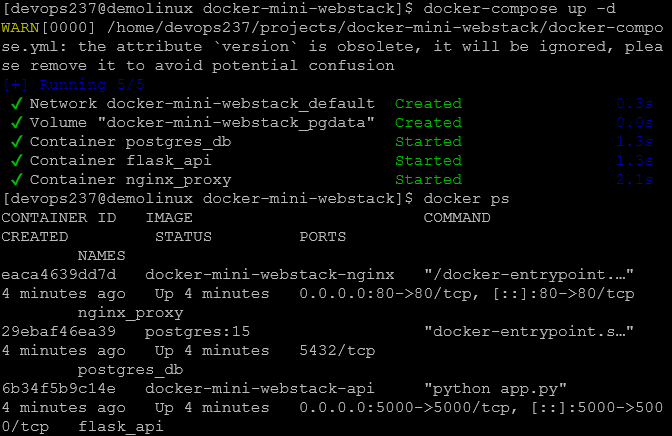 [devops237@demolinux docker-mini-webstack]$ docker-compose up -d
WARN[0000] /home/devops237/projects/docker-mini-webstack/docker-compo
se.yml: the attribute `version` is obsolete, it will be ignored, plea
se remove it to avoid potential confusion
[+] Running 5/5
✔ Network docker-mini-webstack_default Created 0.3s
✔ Volume "docker-mini-webstack_pgdata" Created 0.0s
✔ Container postgres_db Started 1.3s
✔ Container flask_api Started 1.3s
✔ Container nginx_proxy Started 2.1s
[devops237@demolinux docker-mini-webstack]$ docker ps
CONTAINER ID IMAGE COMMAND
CREATED STATUS PORTS
NAMES
eaca4639dd7d docker-mini-webstack-nginx "/docker-entrypoint.…"
4 minutes ago Up 4 minutes 0.0.0.0:80->80/tcp, [::]:80->80/tcp
nginx_proxy
29ebaf46ea39 postgres:15 "docker-entrypoint.s…"
4 minutes ago Up 4 minutes 5432/tcp
postgres_db
6b34f5b9c14e docker-mini-webstack-api "python app.py"
4 minutes ago Up 4 minutes 0.0.0.0:5000->5000/tcp, [::]:5000->500
0/tcp flask_api